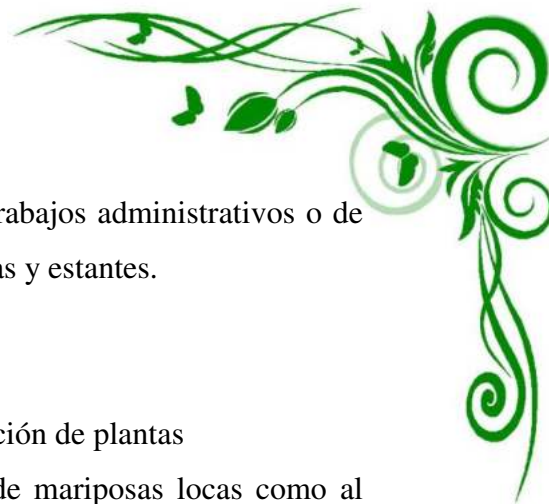 rabajos administrativos o de
as y estantes.
ción de plantas
de mariposas locas como al